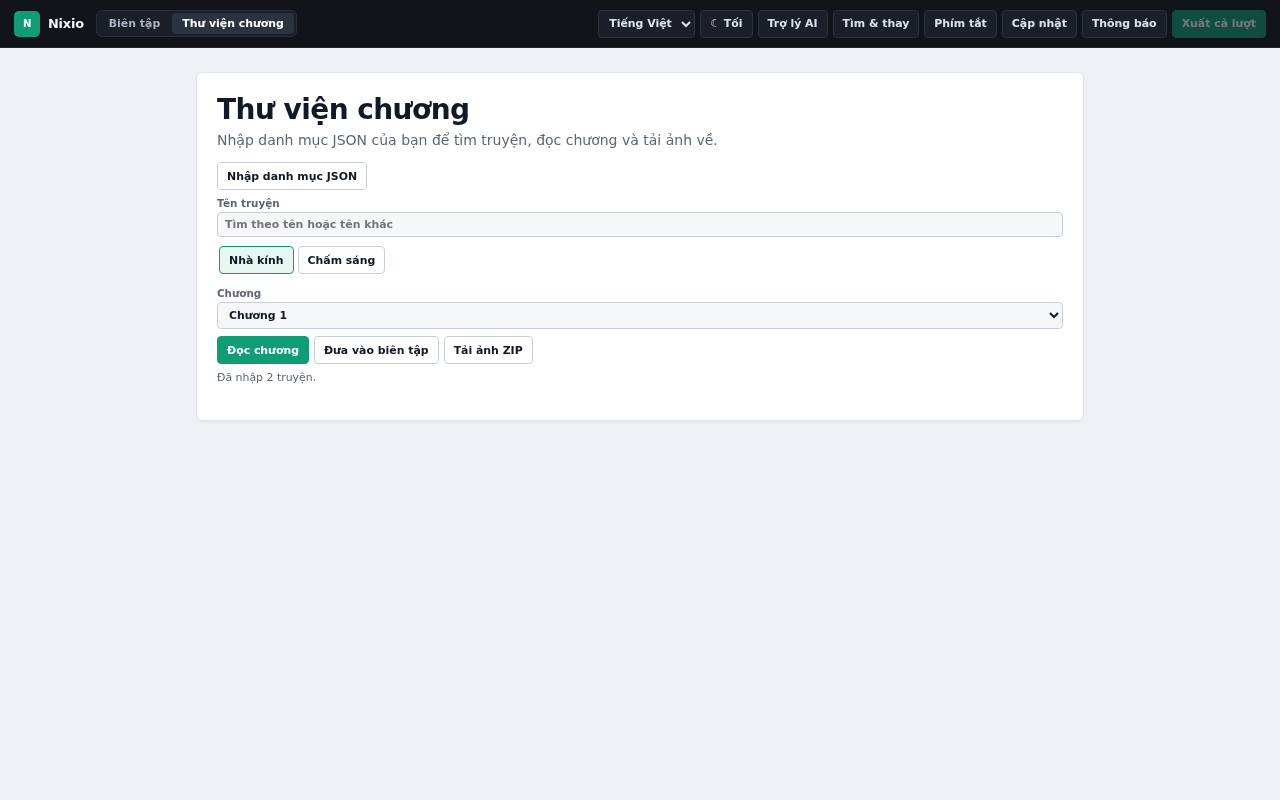 N Nixio Biên tập Thư viện chương Tiếng Việt ☾ Tối Trợ lý AI Tìm & thay Phím tắt Cập nhật Thông báo Xuất cả lượt
Thư viện chương
Nhập danh mục JSON của bạn để tìm truyện, đọc chương và tải ảnh về.
Nhập danh mục JSON
Tên truyện
Tìm theo tên hoặc tên khác
Nhà kính Chấm sáng
Chương
Chương 1
Đọc chương Đưa vào biên tập Tải ảnh ZIP
Đã nhập 2 truyện.